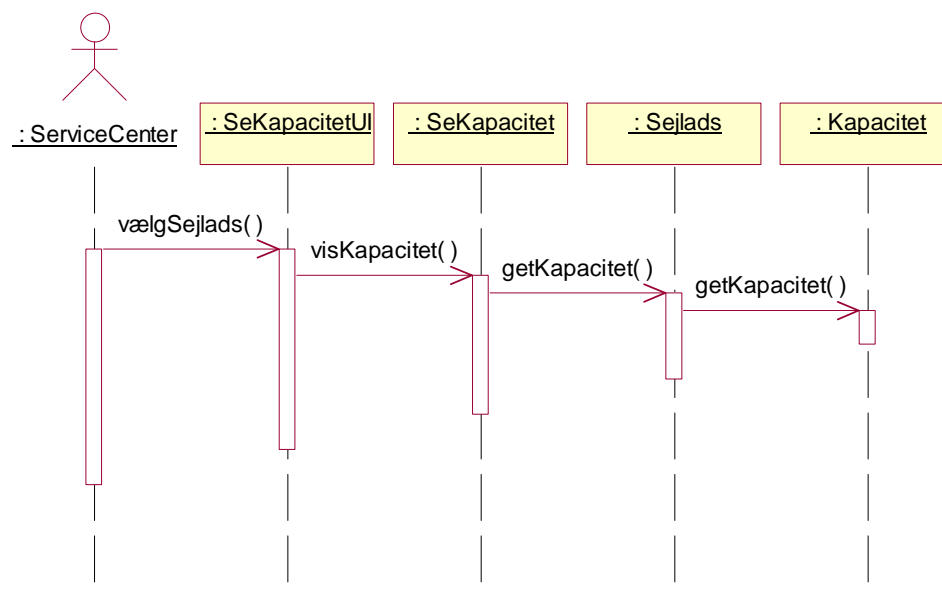 : ServiceCenter
: SeKapacitetUI
: SeKapacitet
: Sejlads
: Kapacitet
vælgSejlads( )
visKapacitet( )
getKapacitet( )
getKapacitet( )